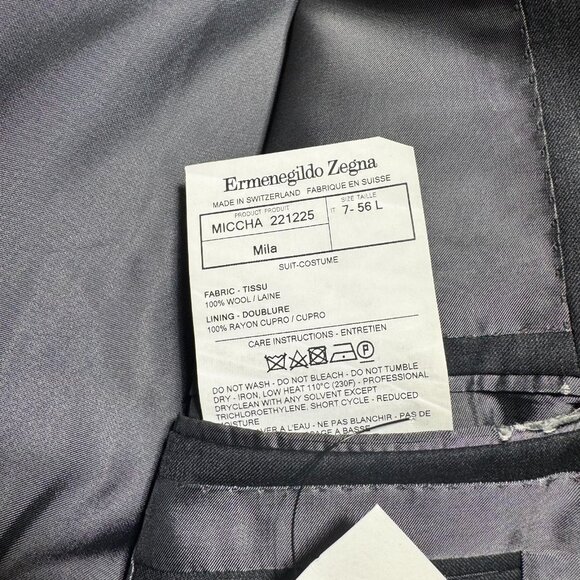 Ermenegildo Zegna
MADE IN SWITZERLAND FABRIQUE EN SUISSE
PRODUCT PRODUIT SIZE TAILLE
MICCHA 221225 IT 7- 56 L
Mila
SUIT-COSTUME
FABRIC - TISSU
100% WOOL / LAINE
LINING - DOUBLURE
100% RAYON CUPRO / CUPRO
CARE INSTRUCTIONS - ENTRETIEN
P
DO NOT WASH - DO NOT BLEACH - DO NOT TUMBLE
DRY - IRON, LOW HEAT 110°C (230F) - PROFESSIONAL
DRYCLEAN WITH ANY SOLVENT EXCEPT
TRICHLOROETHYLENE, SHORT CYCLE - REDUCED
MOISTURE
A L'EAU - NE PAS BLANCHIR - PAS DE
A BASSE